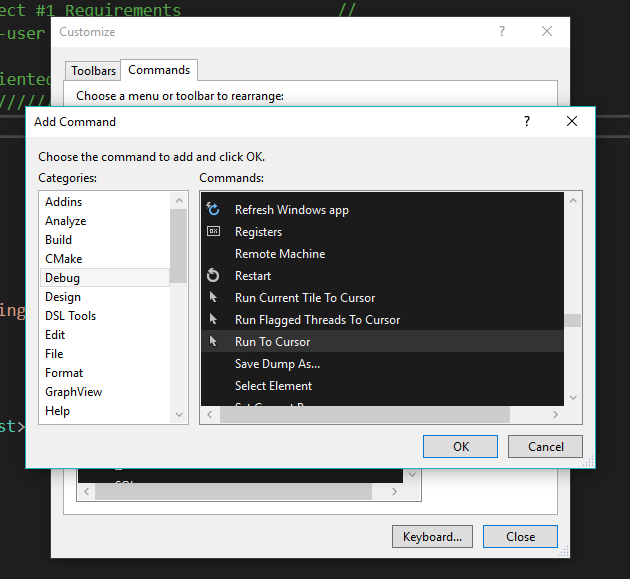 ect #1 Requirements //
-user
Customize
?
iented
Toolbars Commands
Choose a menu or toolbar to rearrange:
//////
Add Command
?
Choose the command to add and click OK.
Categories:
Addins
Analyze
Build
CMake
Debug
Design
DSL Tools
Edit
File
Format
GraphView
Help
Commands:
Refresh Windows app
Registers
Remote Machine
Restart
Run Current Tile To Cursor
Run Flagged Threads To Cursor
Run To Cursor
Save Dump As...
Select Element
ing
st>
OK Cancel
Keyboard... Close